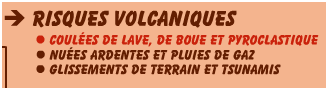 ➔ RISQUES VOLCANIQUES
● COULÉES DE LAVE, DE BOUE ET PYROCLASTIQUE
● NUÉES ARDENTES ET PLUIES DE GAZ
● GLISSEMENTS DE TERRAIN ET TSUNAMIS